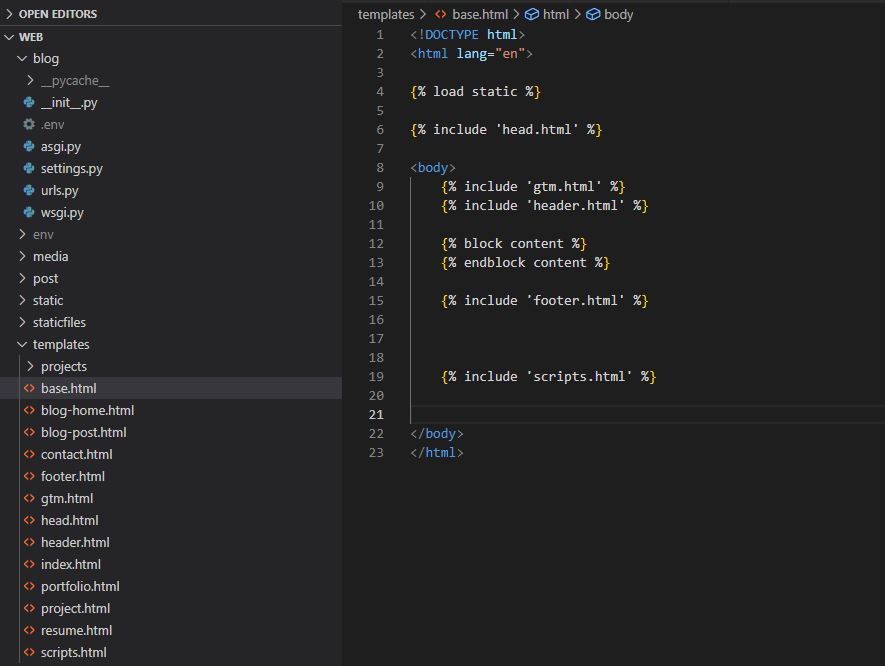 OPEN EDITORS
WEB
blog
__pycache__
__init__.py
.env
asgi.py
settings.py
urls.py
wsgi.py
env
media
post
static
staticfiles
templates
projects
base.html
blog-home.html
blog-post.html
contact.html
footer.html
gtm.html
head.html
header.html
index.html
portfolio.html
project.html
resume.html
scripts.html
templates > base.html > html > body
1 <!DOCTYPE html>
2 <html lang="en">
3
4 {% load static %}
5
6 {% include 'head.html' %}
7
8 <body>
9 {% include 'gtm.html' %}
10 {% include 'header.html' %}
11
12 {% block content %}
13 {% endblock content %}
14
15 {% include 'footer.html' %}
16
17
18
19 {% include 'scripts.html' %}
20
21
22 </body>
23 </html>